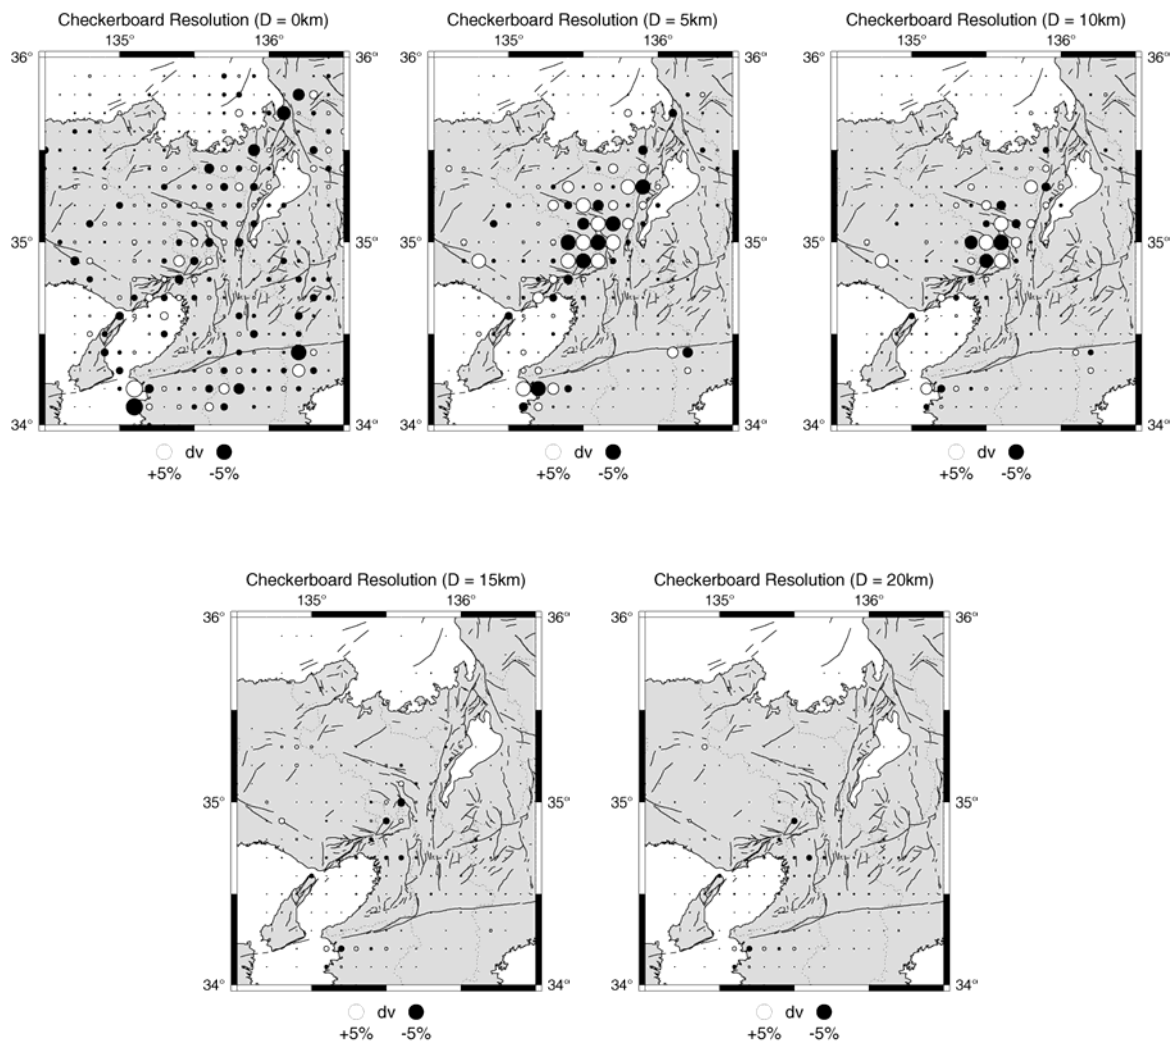 Checkerboard Resolution (D = 0km)
135° 136°
36°
35° 35°
34° 34°
dv
+5% -5%
Checkerboard Resolution (D = 5km)
135° 136°
36° 36°
35° 35°
34° 34°
dv
+5% -5%
Checkerboard Resolution (D = 10km)
135° 136°
36° 36°
35° 35°
34° 34°
dv
+5% -5%
Checkerboard Resolution (D = 15km)
135° 136°
36° 36°
35° 35°
34° 34°
dv
+5% -5%
Checkerboard Resolution (D = 20km)
135° 136°
36° 36°
35° 35°
34° 34°
dv
+5% -5%